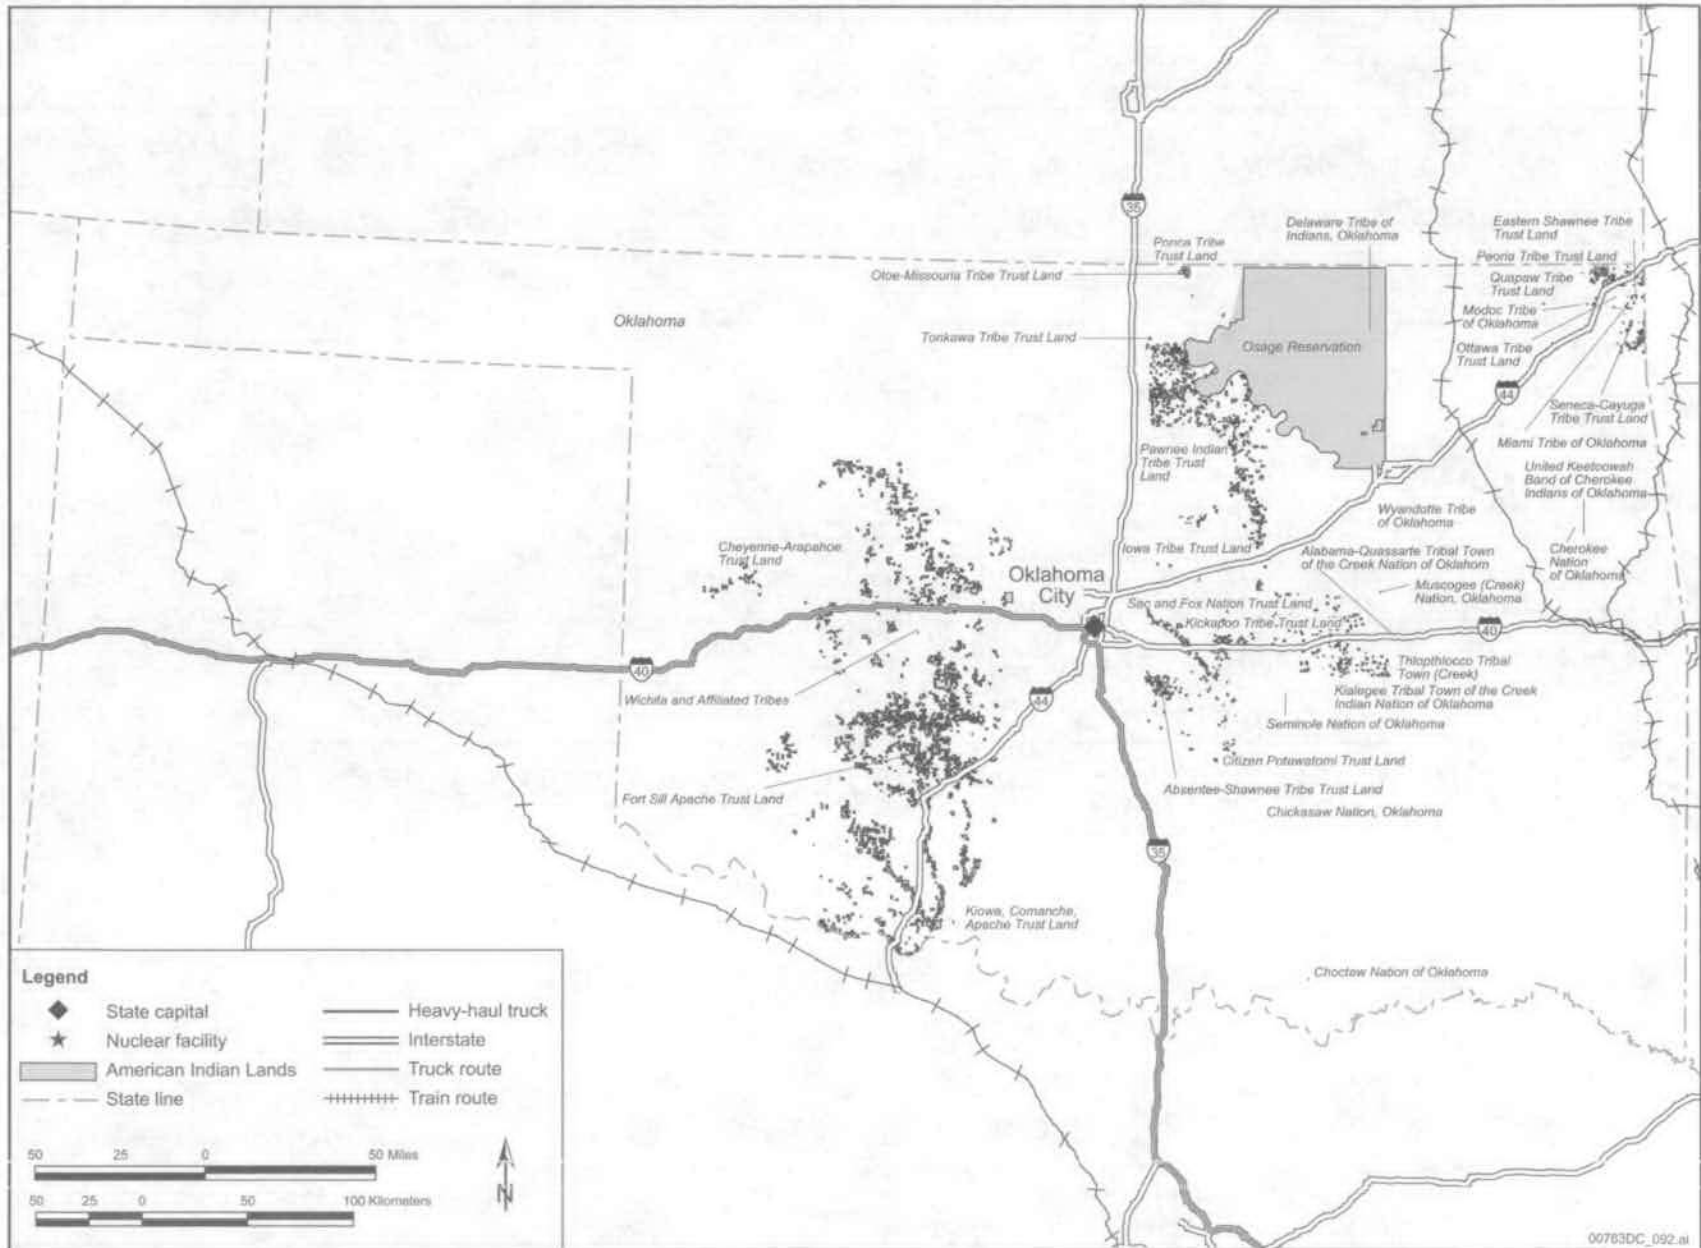 35
Delaware Tribe of
Indians, Oklahoma
Eastern Shawnee Tribe
Trust Land
Ponca Tribe
Trust Land
Peoria Tribe Trust Land
Otoe-Missouria Tribe Trust Land
Quapaw Tribe
Trust Land
Modoc Tribe
of Oklahoma
Oklahoma
Tonkawa Tribe Trust Land
Osage Reservation
Ottawa Tribe
Trust Land
44
Seneca-Cayuga
Tribe Trust Land
Miami Tribe of Oklahoma
Pawnee Indian
Tribe Trust
Land
United Keetoowah
Band of Cherokee
Indians of Oklahoma
Wyandotte Tribe
of Oklahoma
Cheyenne-Arapahoe
Trust Land
Iowa Tribe Trust Land
Alabama-Quassarte Tribal Town
of the Creek Nation of Oklahom
Cherokee
Nation
of Oklahoma
Oklahoma
City
Muscogee (Creek)
Nation, Oklahoma
Sac and Fox Nation Trust Land
Kickapoo Tribe Trust Land
40
40
Thlopthlocco Tribal
Town (Creek)
Wichita and Affiliated Tribes
44
Kialegee Tribal Town of the Creek
Indian Nation of Oklahoma
Seminole Nation of Oklahoma
Citizen Potawatomi Trust Land
Fort Sill Apache Trust Land
Absentee-Shawnee Tribe Trust Land
Chickasaw Nation, Oklahoma
35
Kiowa, Comanche,
Apache Trust Land
Choctaw Nation of Oklahoma
Legend
State capital
Nuclear facility
American Indian Lands
State line
Heavy-haul truck
Interstate
Truck route
Train route
50 25 0 50 Miles
50 25 0 50 100 Kilometers
N
00763DC_092.ai